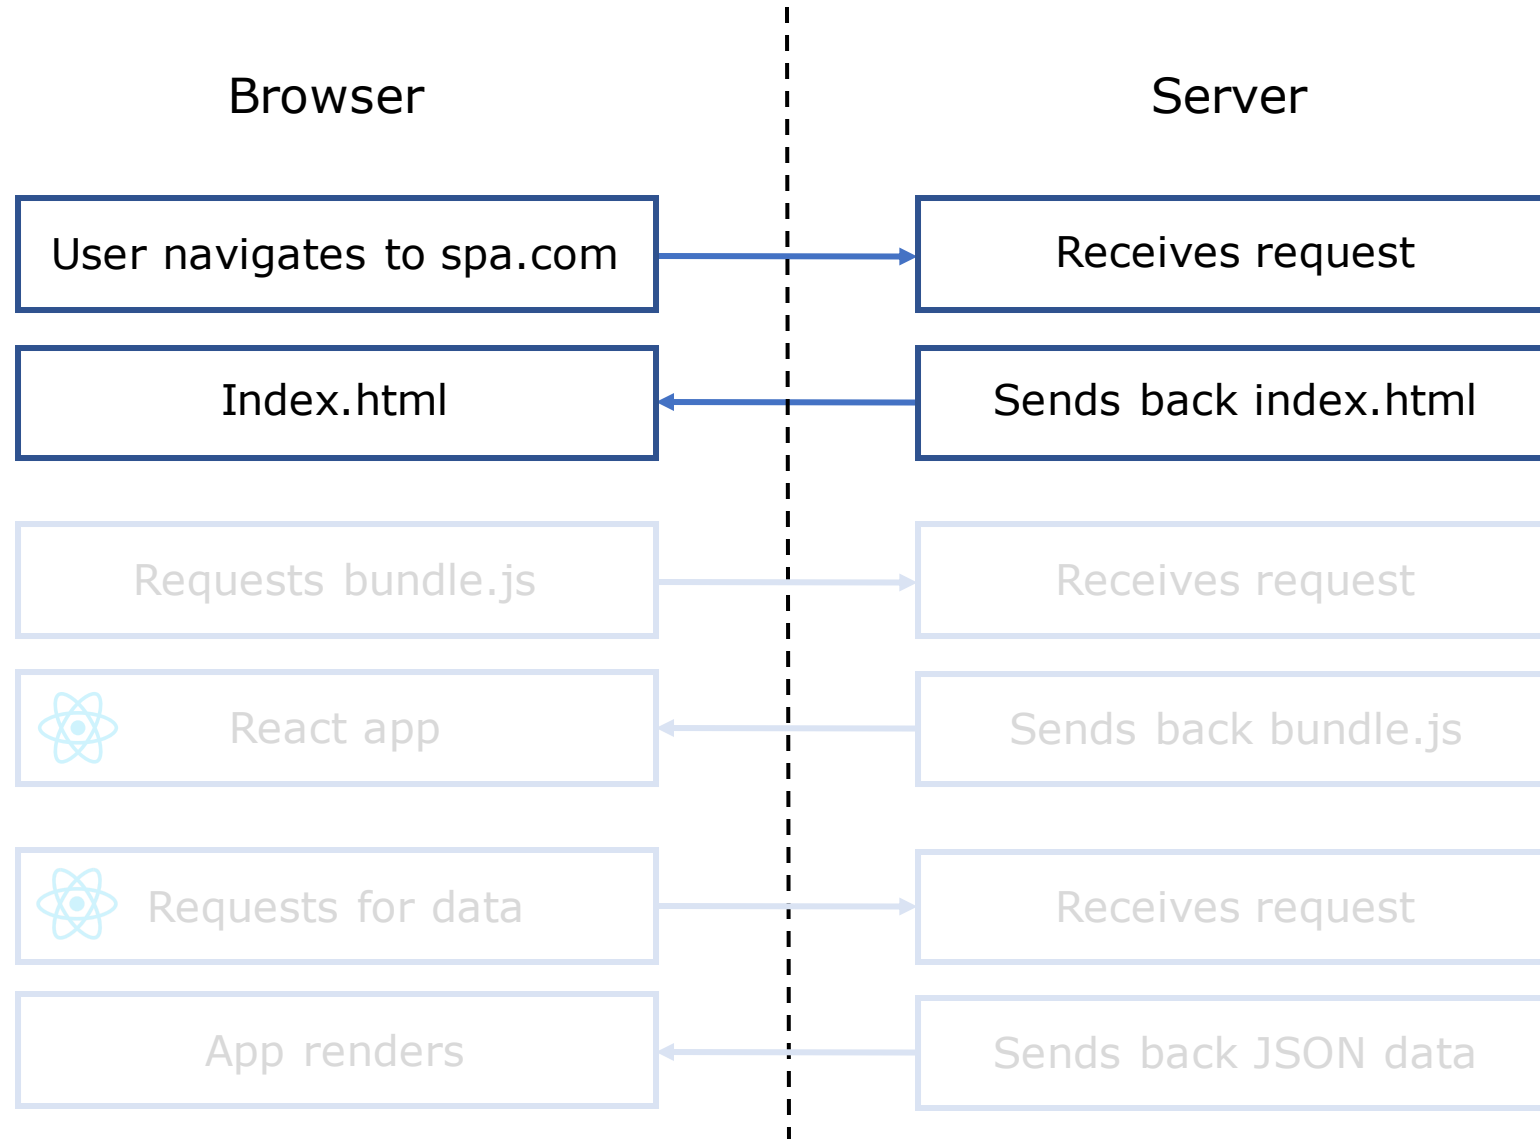 Browser
Server
User navigates to spa.com
Receives request
Index.html
Sends back index.html
Requests bundle.js
Receives request
React app
Sends back bundle.js
Requests for data
Receives request
App renders
Sends back JSON data